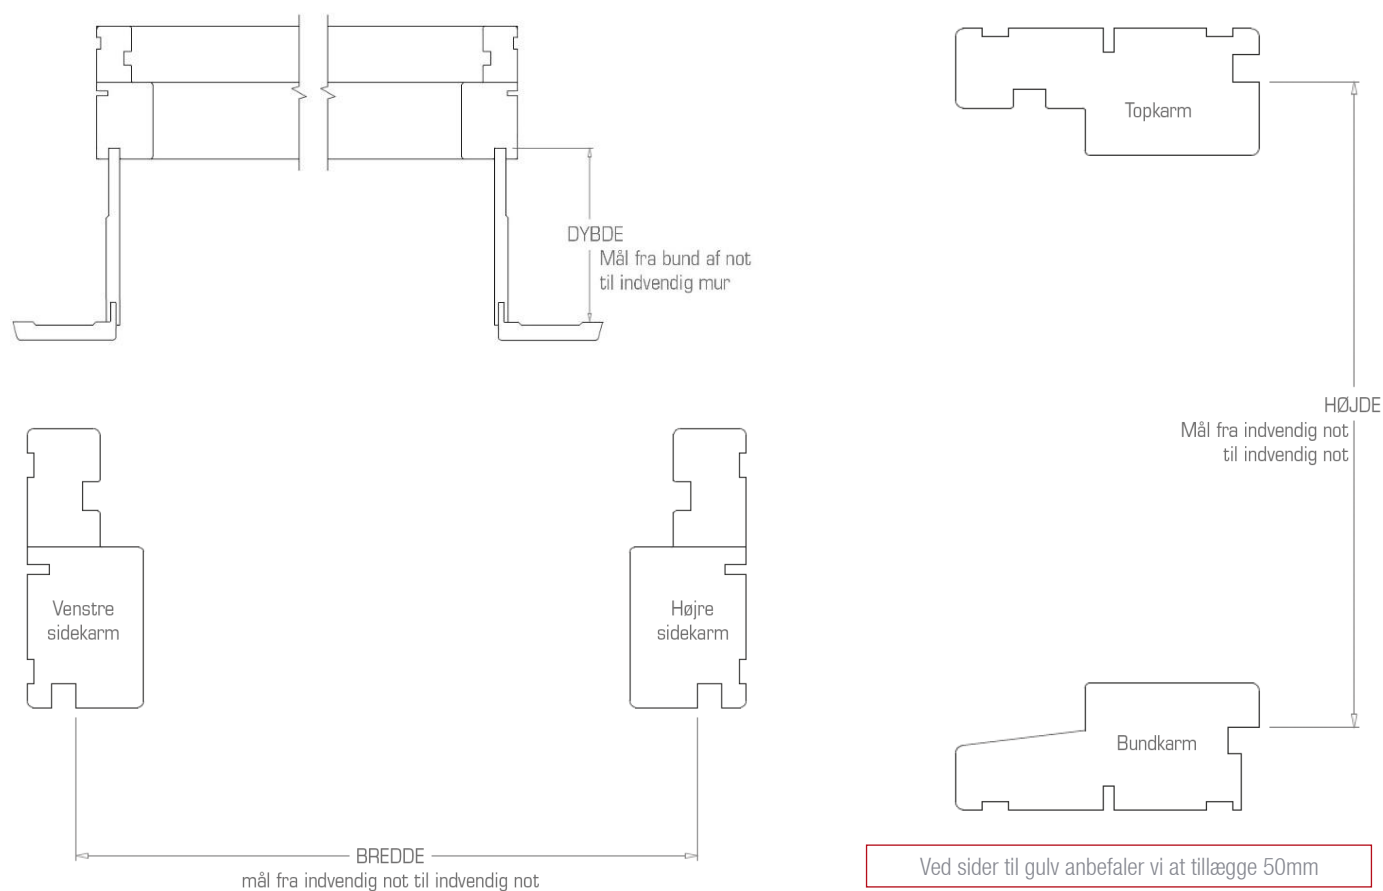 Topkarm
DYBDE
Mål fra bund af not
til indvendig mur
HØJDE
Mål fra indvendig not
til indvendig not
Venstre
sidekarm
Højre
sidekarm
Bundkarm
BREDDE
mål fra indvendig not til indvendig not
Ved sider til gulv anbefaler vi at tillægge 50mm